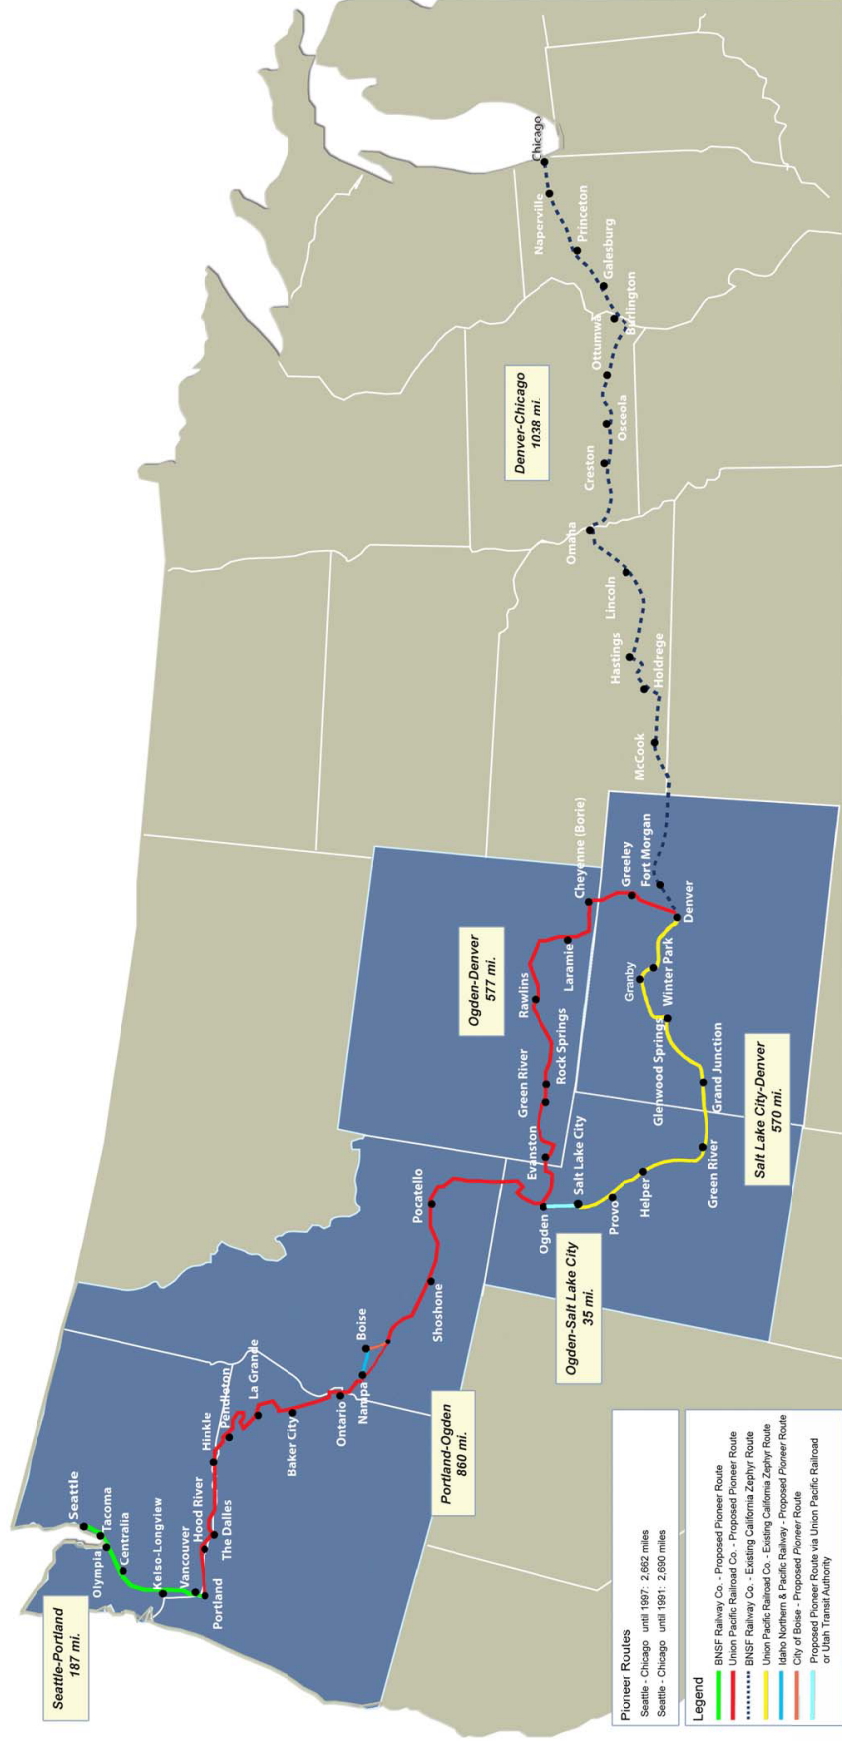 Seattle-Portland
187 mi.
Seattle
Tacoma
Olympia
Centralia
Kelso-Longview
Vancouver
Portland
Hood River
The Dalles
Hinkle
Pendleton
La Grande
Baker City
Ontario
Nampa
Boise
Portland-Ogden
860 mi.
Shoshone
Pocatello
Ogden
Ogden-Salt Lake City
35 mi.
Salt Lake City
Provo
Helper
Green River
Grand Junction
Glenwood Springs
Granby
Winter Park
Denver
Salt Lake City-Denver
570 mi.
Evanston
Green River
Rock Springs
Rawlins
Laramie
Cheyenne (Borie)
Greeley
Ogden-Denver
577 mi.
Fort Morgan
McCook
Holdrege
Hastings
Lincoln
Omaha
Creston
Osceola
Ottumwa
Burlington
Galesburg
Princeton
Naperville
Chicago
Denver-Chicago
1038 mi.
Pioneer Routes
Seattle - Chicago until 1997: 2,662 miles
Seattle - Chicago until 1991: 2,690 miles
Legend
BNSF Railway Co. - Proposed Pioneer Route
Union Pacific Railroad Co. - Proposed Pioneer Route
BNSF Railway Co. - Existing California Zephyr Route
Union Pacific Railroad Co. - Existing California Zephyr Route
Idaho Northern & Pacific Railway - Proposed Pioneer Route
City of Boise - Proposed Pioneer Route
Proposed Pioneer Route via Union Pacific Railroad
or Utah Transit Authority